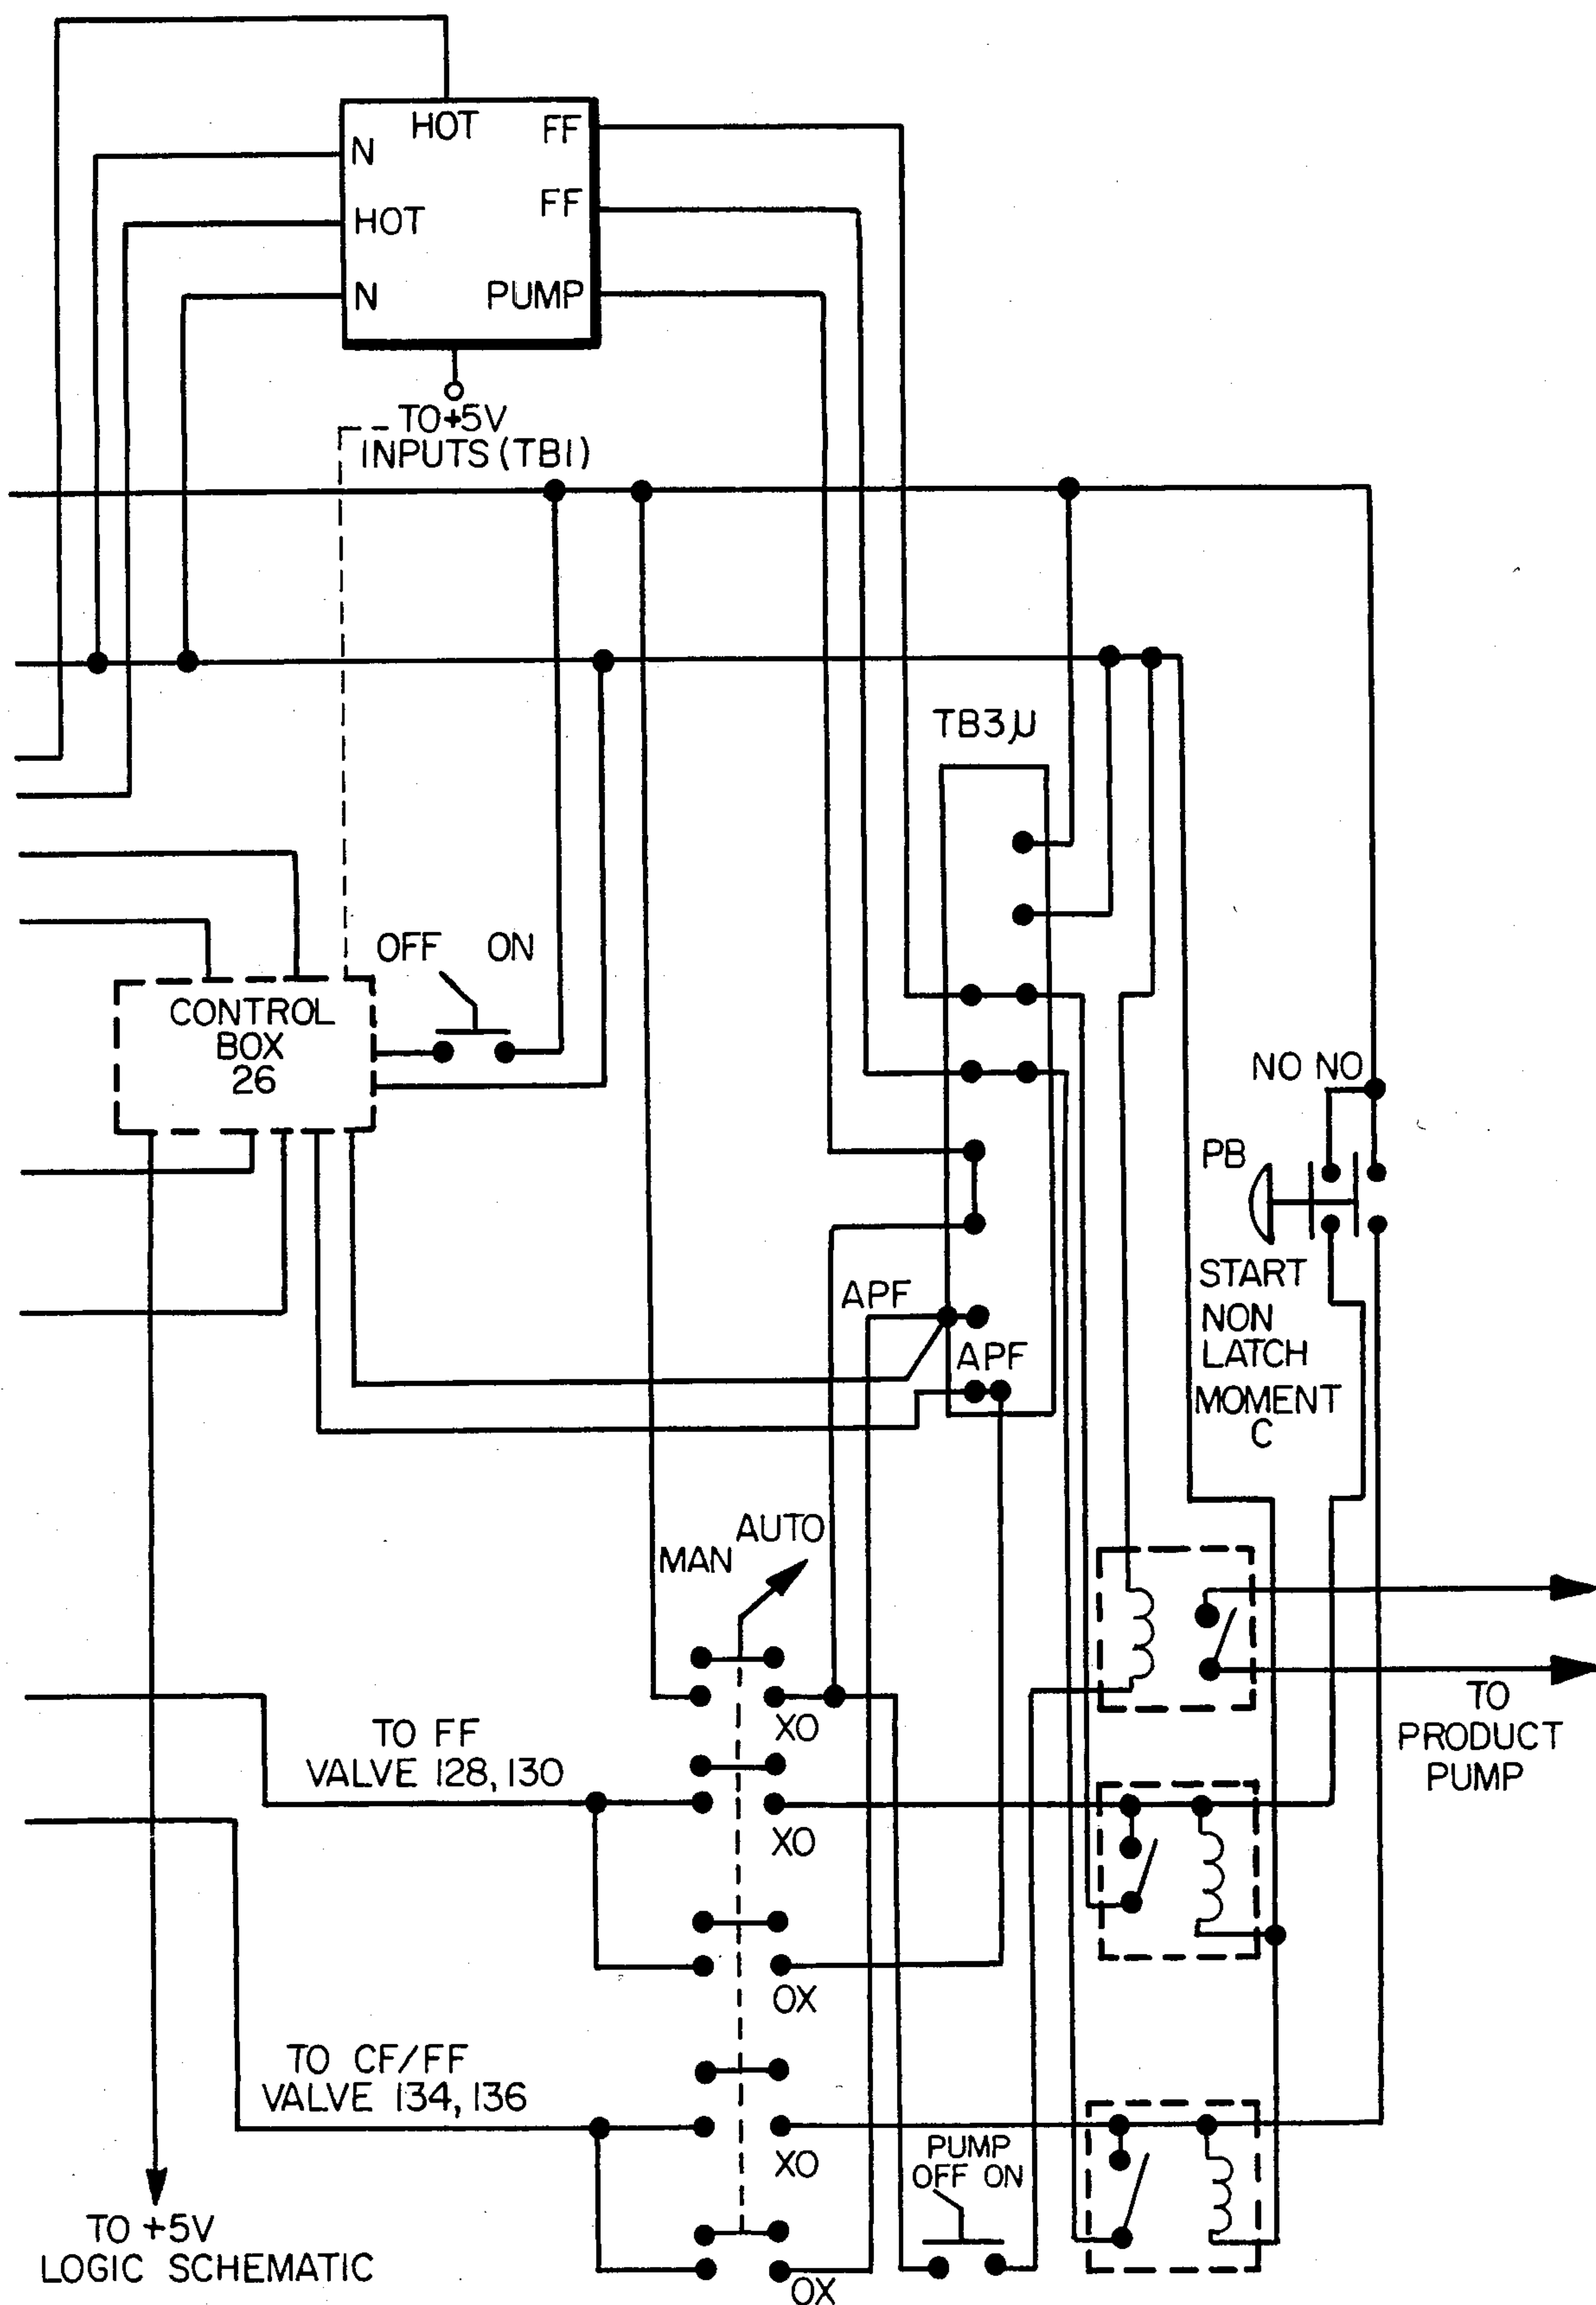 HOT FF
N
FF
HOT
N PUMP
TO +5V
INPUTS (TB1)
TB3µ
OFF ON
CONTROL
BOX
26
NO NO
PB
START
NON
LATCH
MOMENT
C
APF
APF
AUTO
MAN
XO
TO FF
VALVE 128, 130
XO
TO
PRODUCT
PUMP
OX
TO CF/FF
VALVE 134, 136
XO
PUMP
OFF ON
OX
TO +5V
LOGIC SCHEMATIC